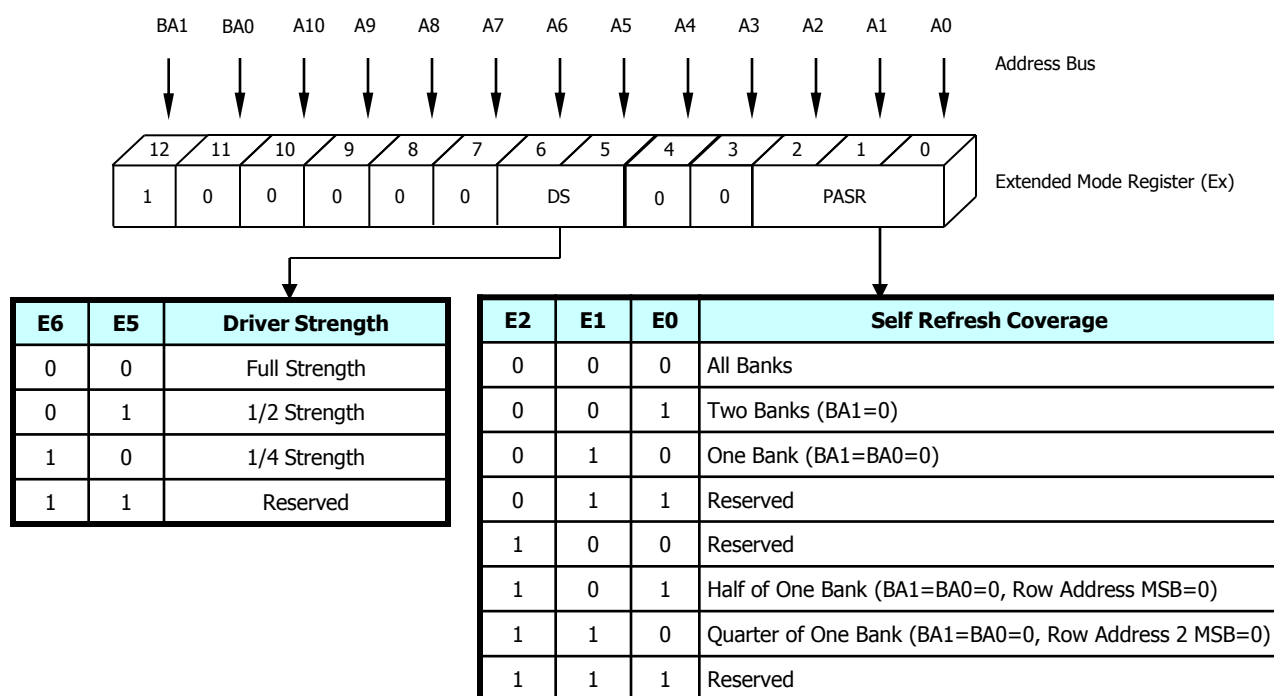 BA1 BA0 A10 A9 A8 A7 A6 A5 A4 A3 A2 A1 A0
Address Bus
12 11 10 9 8 7 6 5 4 3 2 1 0
1 0 0 0 0 0 DS 0 0 PASR
Extended Mode Register (Ex)
E6 E5 Driver Strength
0 0 Full Strength
0 1 1/2 Strength
1 0 1/4 Strength
1 1 Reserved
E2 E1 E0 Self Refresh Coverage
0 0 0 All Banks
0 0 1 Two Banks (BA1=0)
0 1 0 One Bank (BA1=BA0=0)
0 1 1 Reserved
1 0 0 Reserved
1 0 1 Half of One Bank (BA1=BA0=0, Row Address MSB=0)
1 1 0 Quarter of One Bank (BA1=BA0=0, Row Address 2 MSB=0)
1 1 1 Reserved